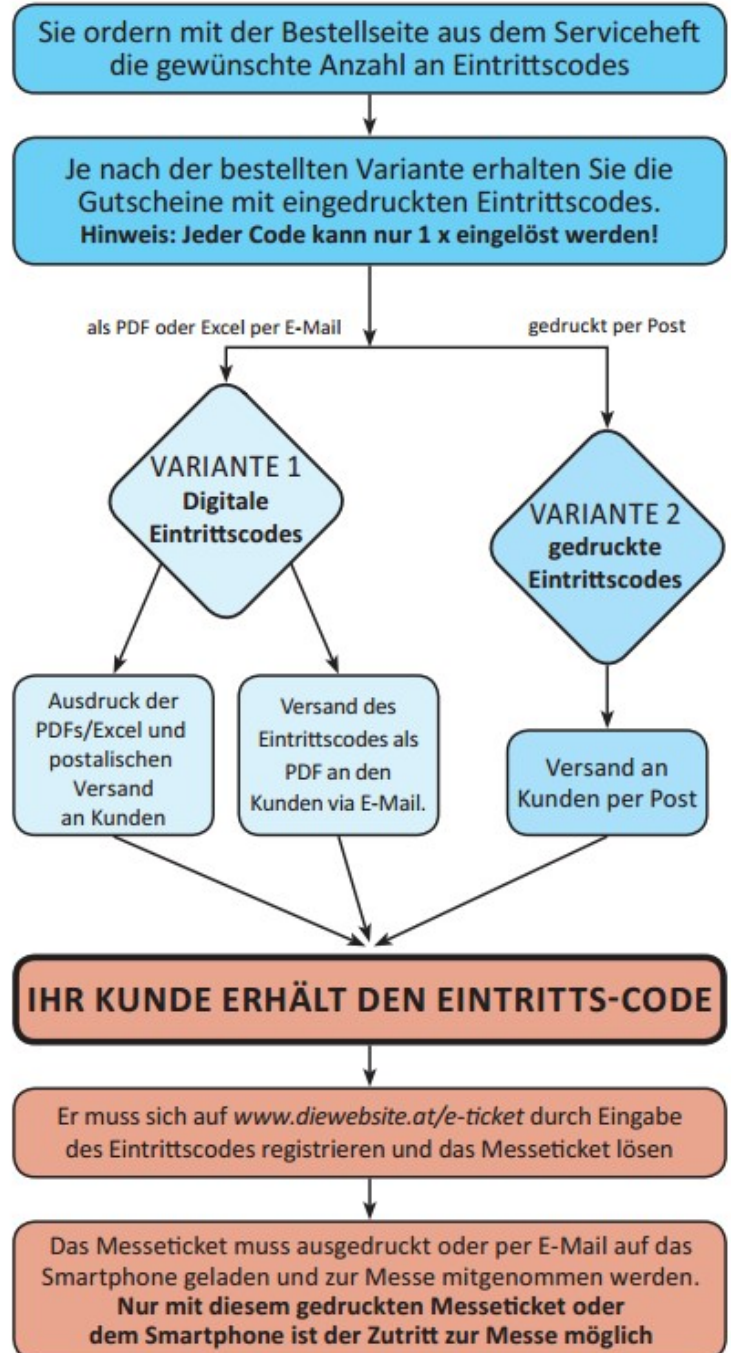 Sie ordern mit der Bestellseite aus dem Serviceheft
die gewünschte Anzahl an Eintrittscodes
Je nach der bestellten Variante erhalten Sie die
Gutscheine mit eingedruckten Eintrittscodes.
Hinweis: Jeder Code kann nur 1 x eingelöst werden!
als PDF oder Excel per E-Mail
gedruckt per Post
VARIANTE 1
Digitale
Eintrittscodes
VARIANTE 2
gedruckte
Eintrittscodes
Ausdruck der
PDFs/Excel und
postalischen
Versand
an Kunden
Versand des
Eintrittscodes als
PDF an den
Kunden via E-Mail.
Versand an
Kunden per Post
IHR KUNDE ERHÄLT DEN EINTRITTS-CODE
Er muss sich auf www.diewebsite.at/e-ticket durch Eingabe
des Eintrittscodes registrieren und das Messeticket lösen
Das Messeticket muss ausgedruckt oder per E-Mail auf das
Smartphone geladen und zur Messe mitgenommen werden.
Nur mit diesem gedruckten Messeticket oder
dem Smartphone ist der Zutritt zur Messe möglich